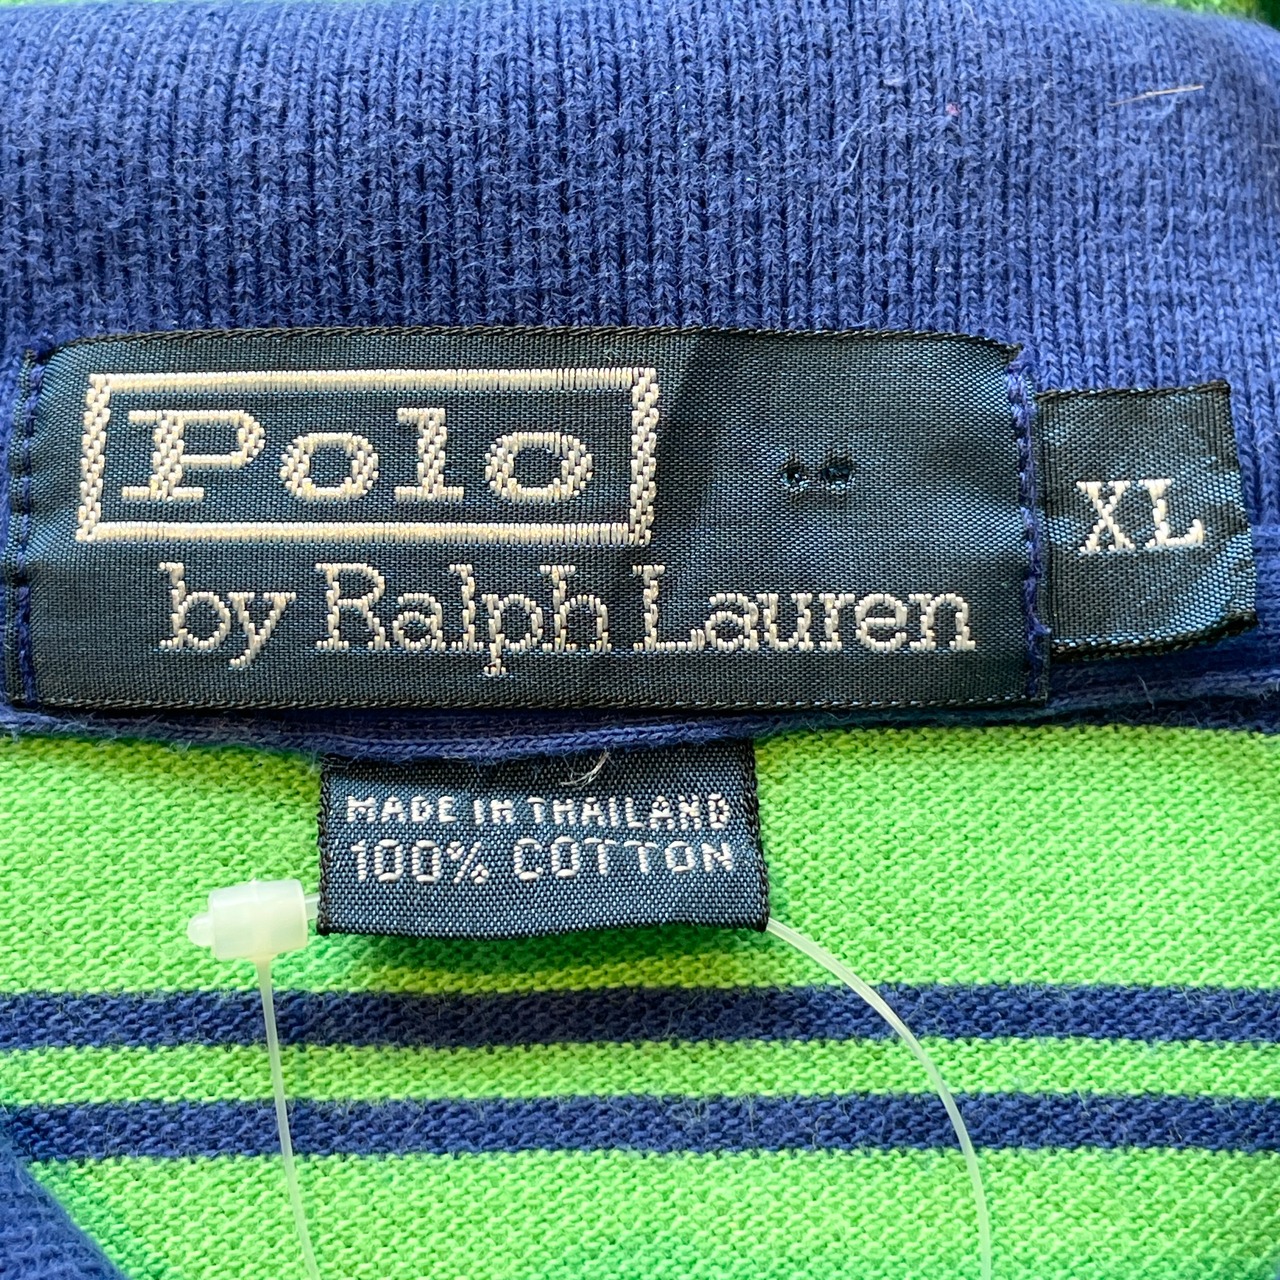 Polo
by Ralph Lauren
XL
MADE IN THAILAND
100% COTTON